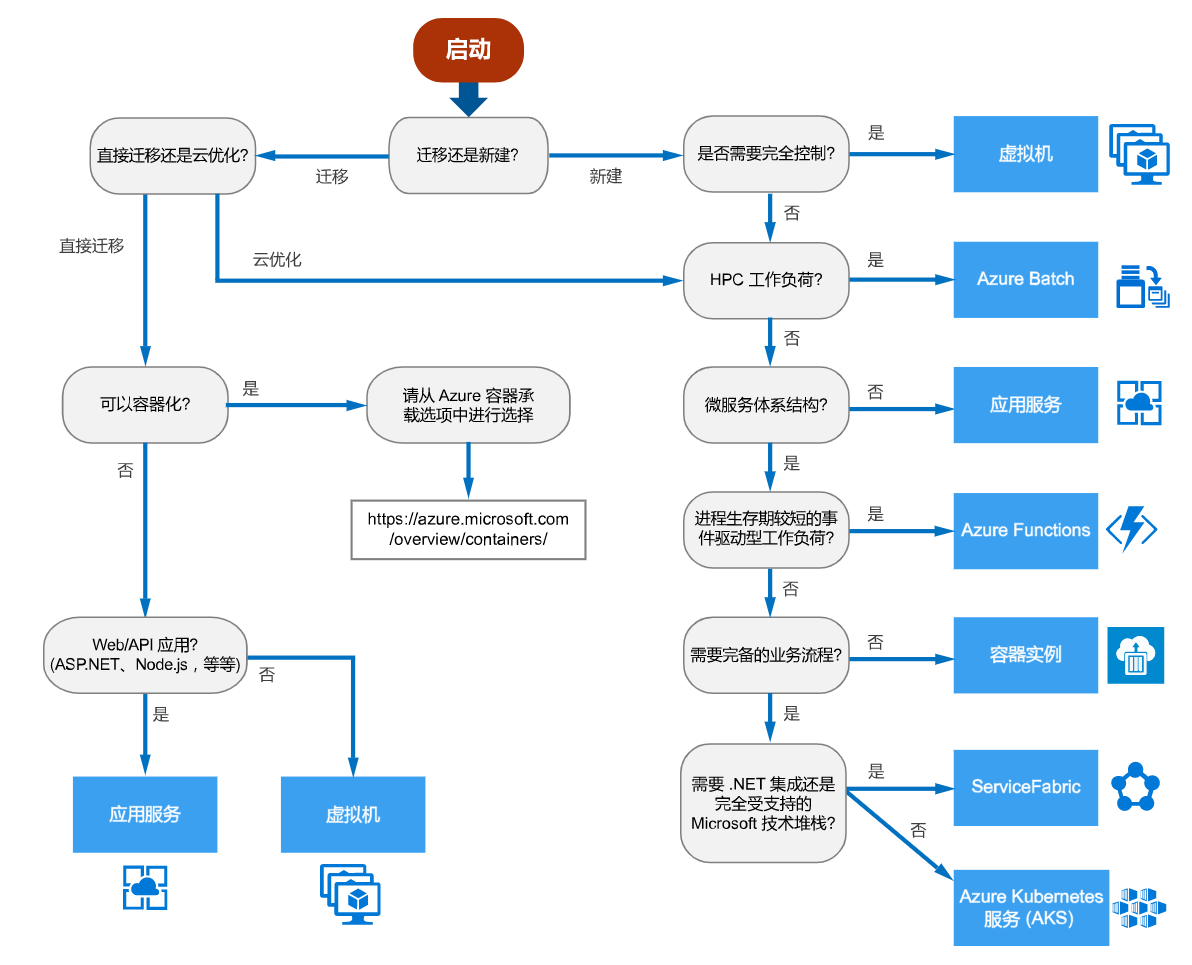 启动
直接迁移还是云优化?
迁移
迁移还是新建?
新建
是否需要完全控制?
是
虚拟机
否
直接迁移
云优化
HPC 工作负荷?
是
Azure Batch
否
可以容器化?
是
请从 Azure 容器承
载选项中进行选择
微服务体系结构?
否
应用服务
是
否
https://azure.microsoft.com
/overview/containers/
进程生存期较短的事
件驱动型工作负荷?
是
Azure Functions
否
Web/API 应用?
(ASP.NET、Node.js，等等)
否
是
需要完备的业务流程?
否
容器实例
是
应用服务
虚拟机
需要 .NET 集成还是
完全受支持的
Microsoft 技术堆栈?
是
ServiceFabric
否
Azure Kubernetes
服务 (AKS)